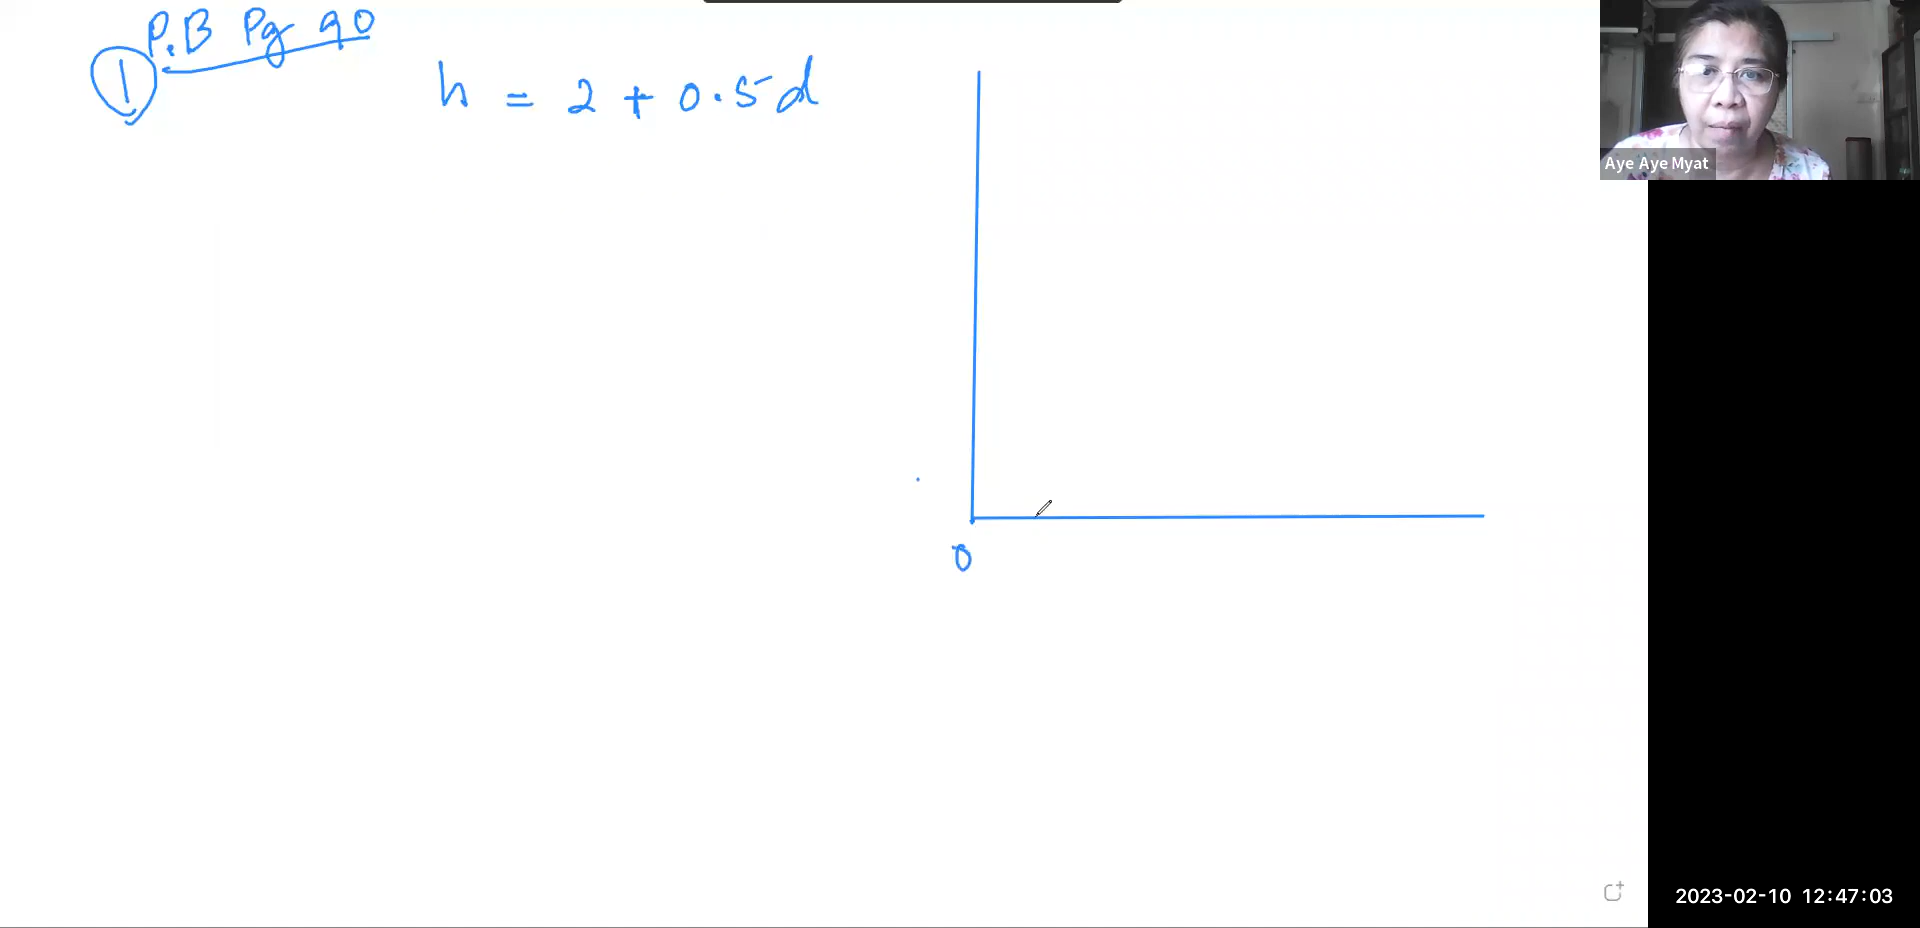 P.B Pg 90
1
h = 2 + 0.5d
0
Aye Aye Myat
2023-02-10 12:47:03